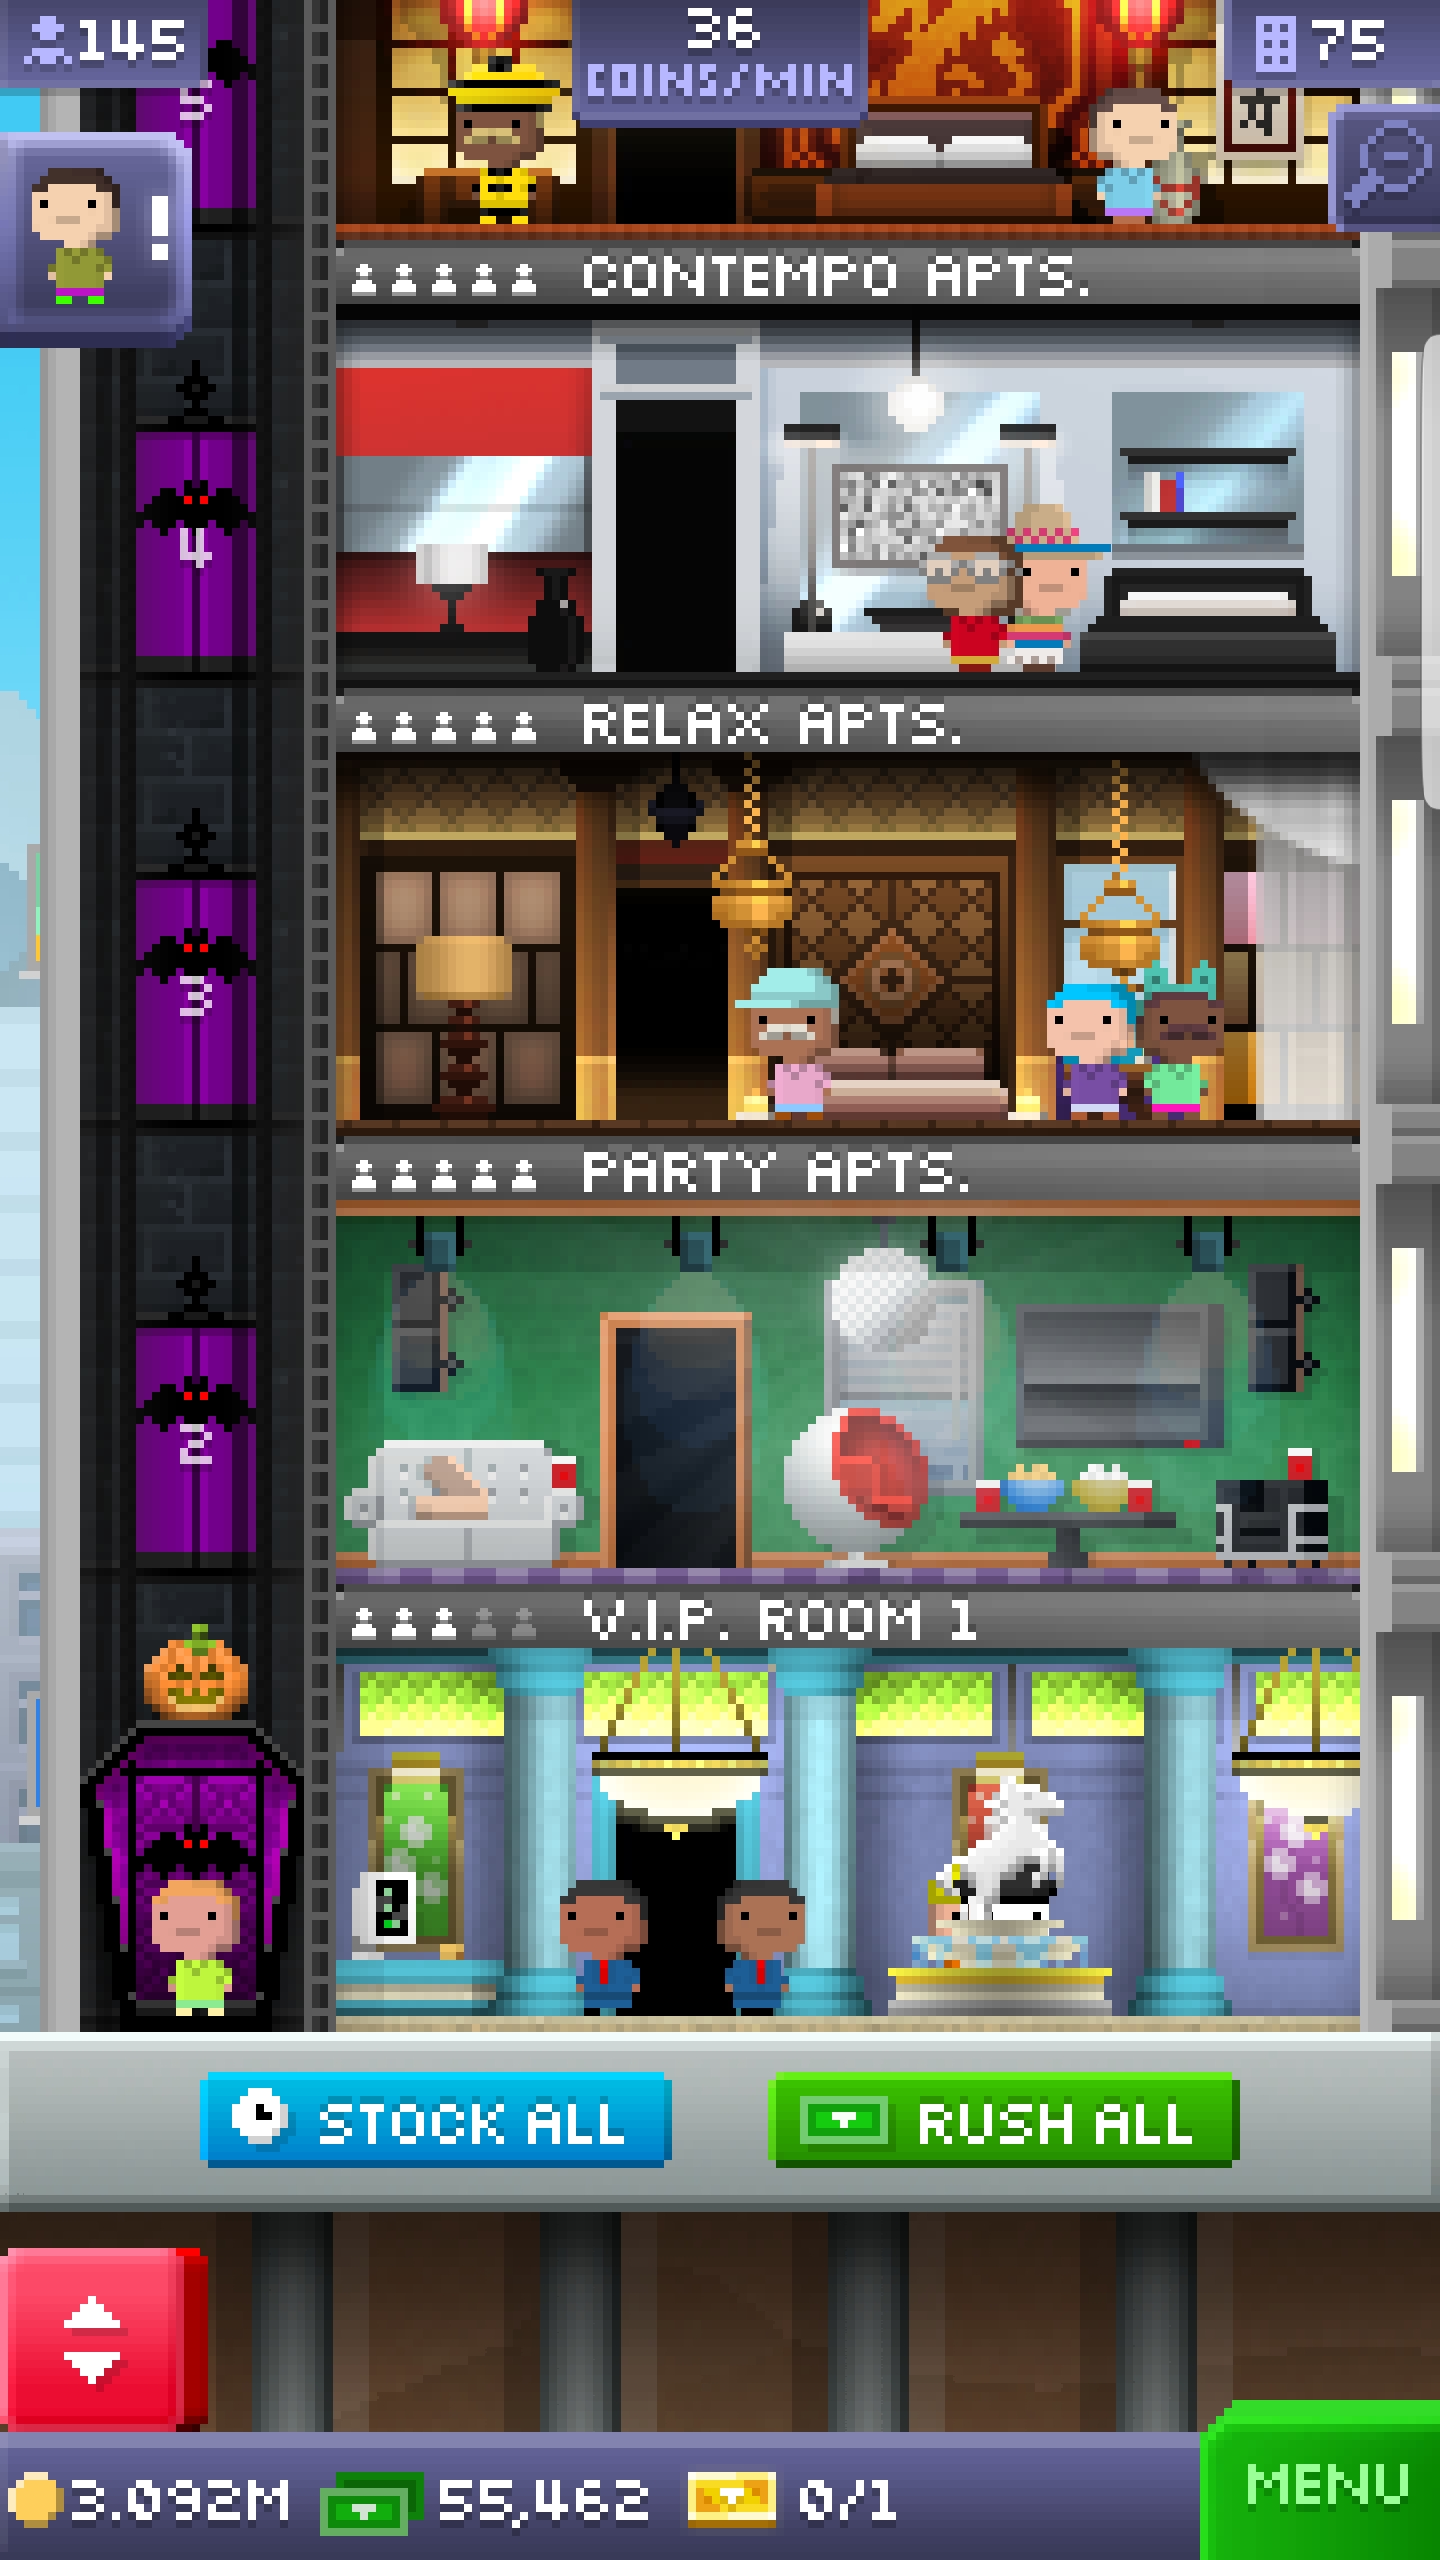 145
36
COINS/MIN
75
5
!
CONTEMPO APTS.
4
RELAX APTS.
3
PARTY APTS.
2
V.I.P. ROOM 1
STOCK ALL
RUSH ALL
3.092M
55,462
0/1
MENU